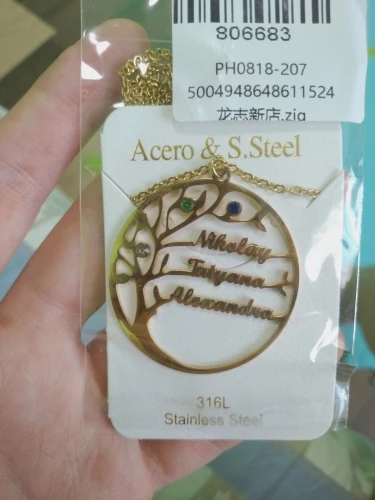 806683
PH0818-207
5004948648611524
龙志新店.zip
Acero & S.Steel
Nikolay
Tatyana
Alexandra
316L
Stainless Steel